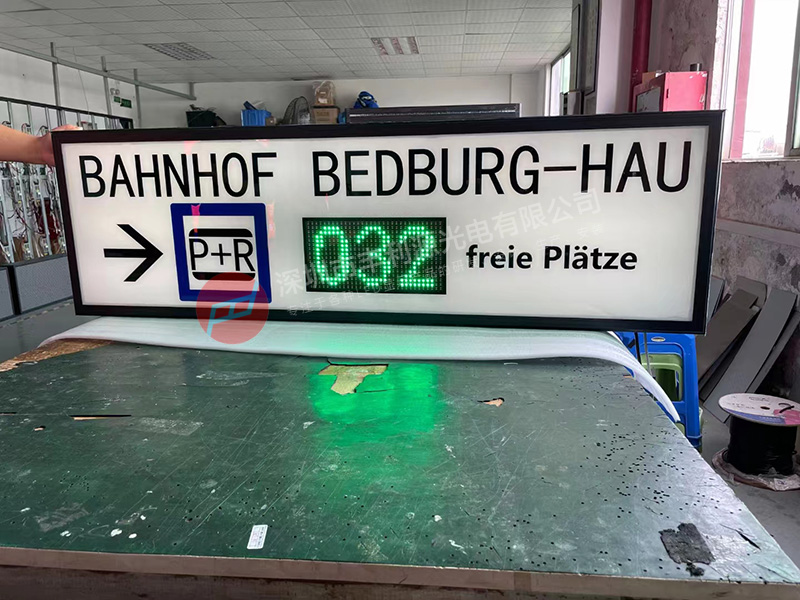 BAHNHOF BEDBURG-HAU
→ P+R 032 freie Plätze